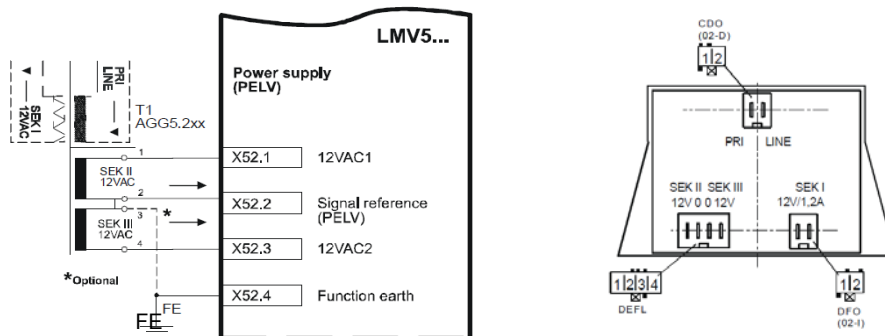 LMV5...
Power supply
(PELV)
PRI
LINE
SEK I
12VAC
T1
AGG5.2xx
1
X52.1
12VAC1
SEK II
12VAC
2
X52.2
Signal reference
(PELV)
3
*
SEK III
12VAC
4
X52.3
12VAC2
*Optional
X52.4
Function earth
FE
FE
CDO
(02-D)
1 2
PRI LINE
SEK II SEK III
12V 0 0 12V
SEK I
12V/1,2A
1 2 3 4
DEFL
1 2
DFO
(02-I)